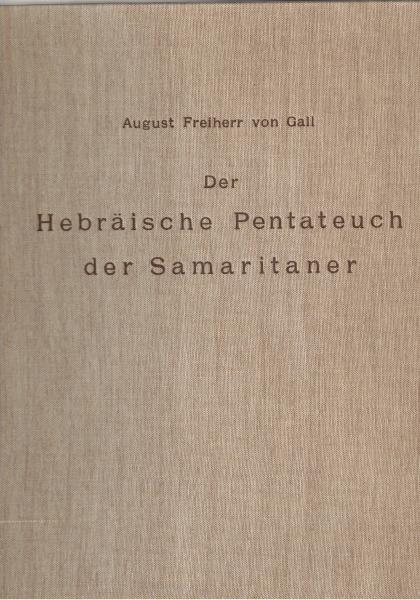 August Freiherr von Gall
Der
Hebräische Pentateuch
der Samaritaner